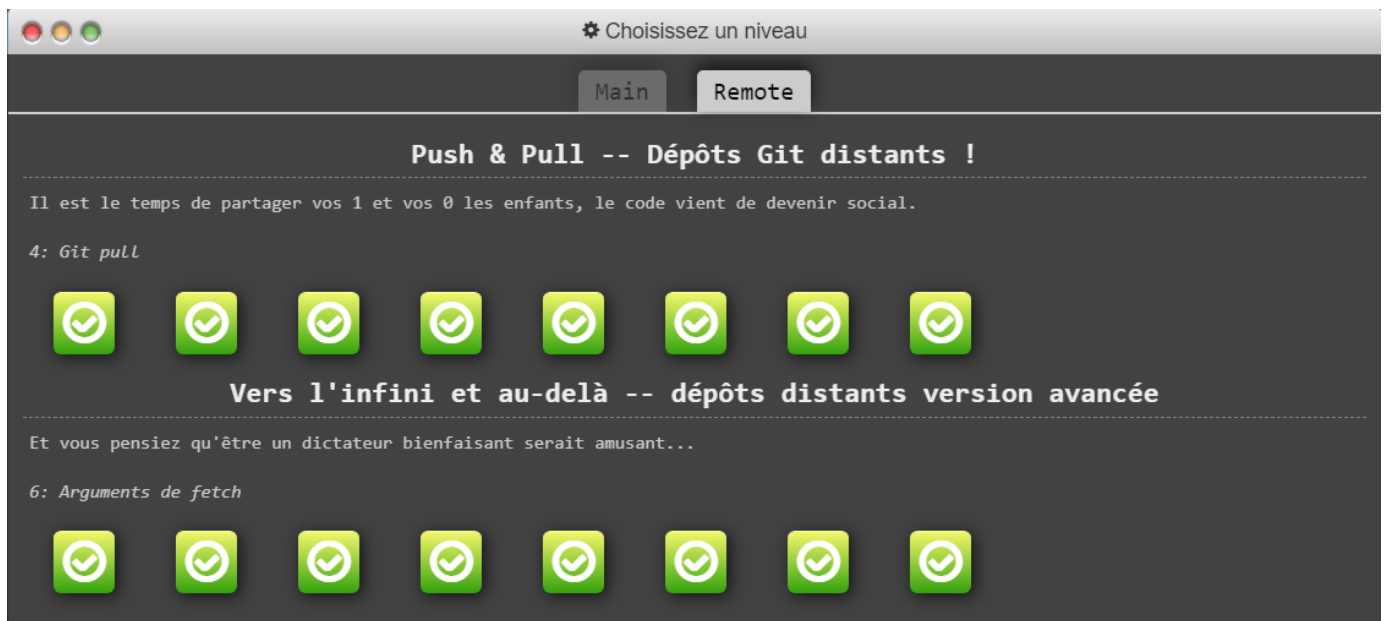 Choisissez un niveau
Main Remote
Push & Pull -- Dépôts Git distants !
Il est le temps de partager vos 1 et vos 0 les enfants, le code vient de devenir social.
4: Git pull
Vers l'infini et au-delà -- dépôts distants version avancée
Et vous pensiez qu'être un dictateur bienfaisant serait amusant...
6: Arguments de fetch